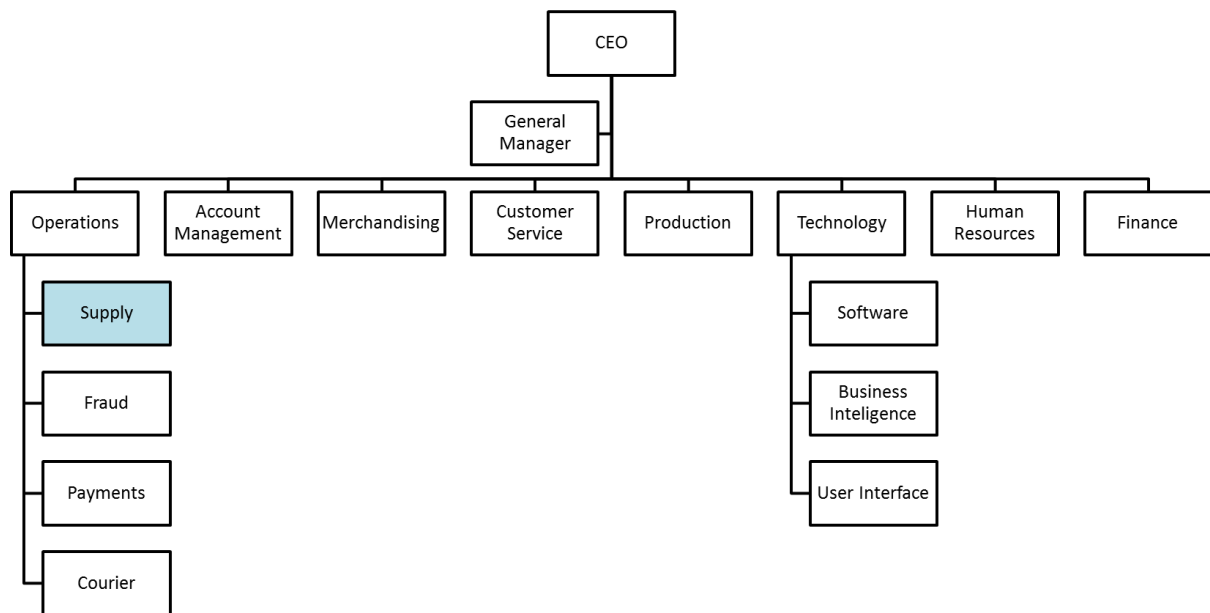 CEO
General
Manager
Operations
Account
Management
Merchandising
Customer
Service
Production
Technology
Human
Resources
Finance
Supply
Fraud
Payments
Courier
Software
Business
Inteligence
User Interface